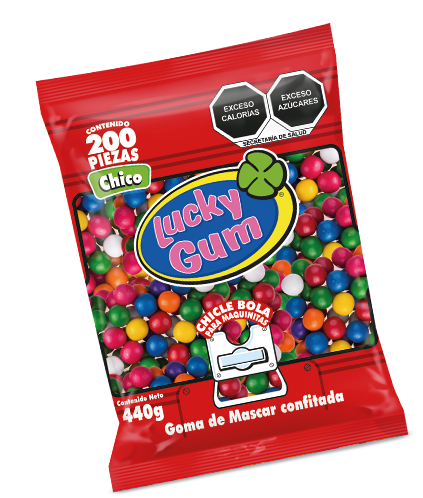 EXCESO
CALORÍAS
EXCESO
AZÚCARES
SECRETARÍA DE SALUD
CONTENIDO
200
PIEZAS
Chico
Lucky
Gum
®
CHICLE BOLA
PARA MAQUINITAS
Contenido Neto
440g
Goma de Mascar confitada